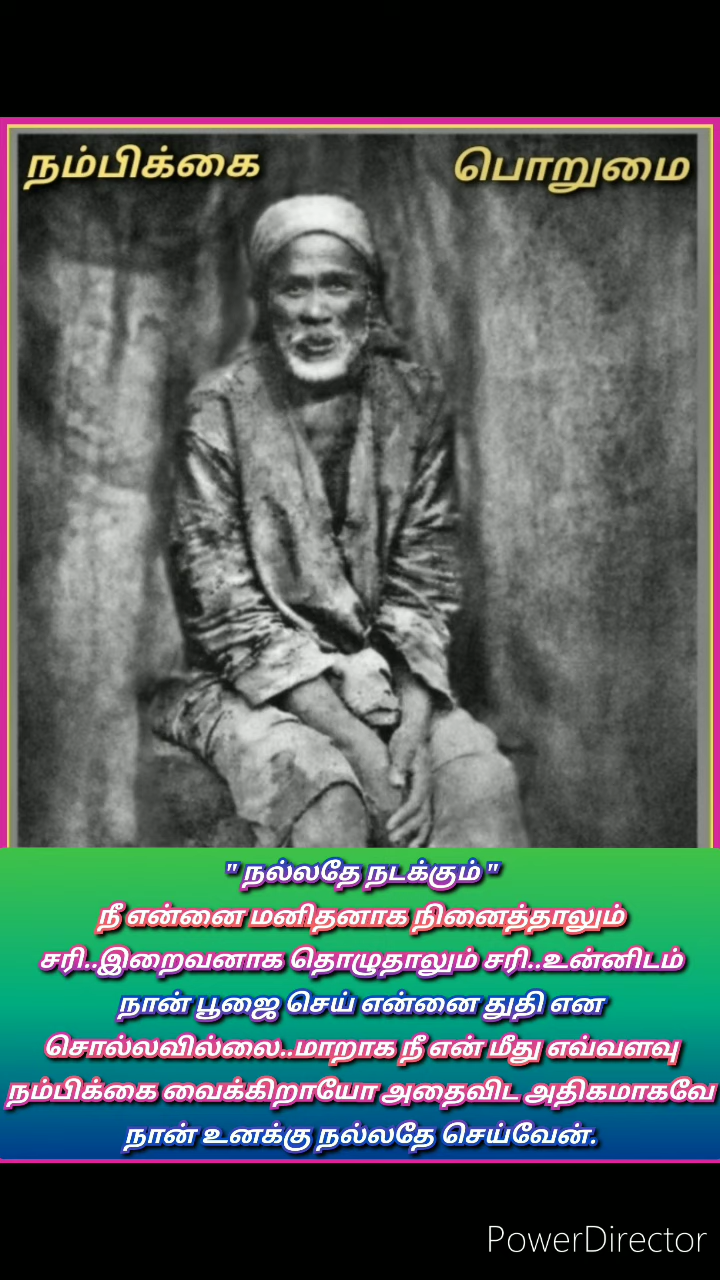 நம்பிக்கை
பொறுமை
" நல்லதே நடக்கும் "
நீ என்னை மனிதனாக நினைத்தாலும்
சரி..இறைவனாக தொழுதாலும் சரி..உன்னிடம்
நான் பூஜை செய் என்னை துதி என
சொல்லவில்லை..மாறாக நீ என் மீது எவ்வளவு
நம்பிக்கை வைக்கிறாயோ அதைவிட அதிகமாகவே
நான் உனக்கு நல்லதே செய்வேன்.
PowerDirector